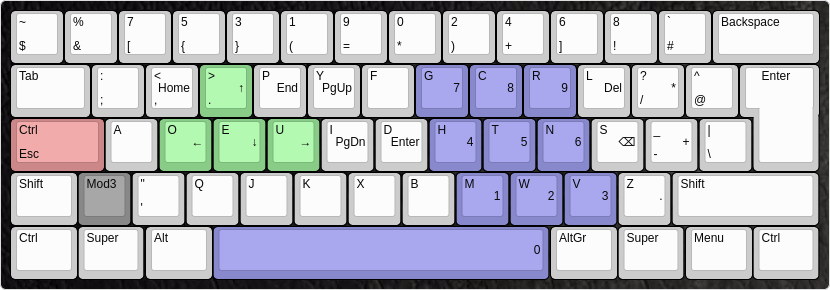 ~ % 7 5 3 1 9 0 2 4 6 8 ` Backspace
$ & [ { } ( = * ) + ] ! #
Tab : < > P Y F G C R L ? ^ Enter
Home ↑ End PgUp 7 8 9 Del *
; , . / @
Ctrl A O E U I D H T N S _ |
← ↓ → PgDn Enter 4 5 6 ⌫ +
Esc - \
Shift Mod3 " Q J K X B M W V Z Shift
1 2 3 .
'
Ctrl Super Alt AltGr Super Menu Ctrl
0